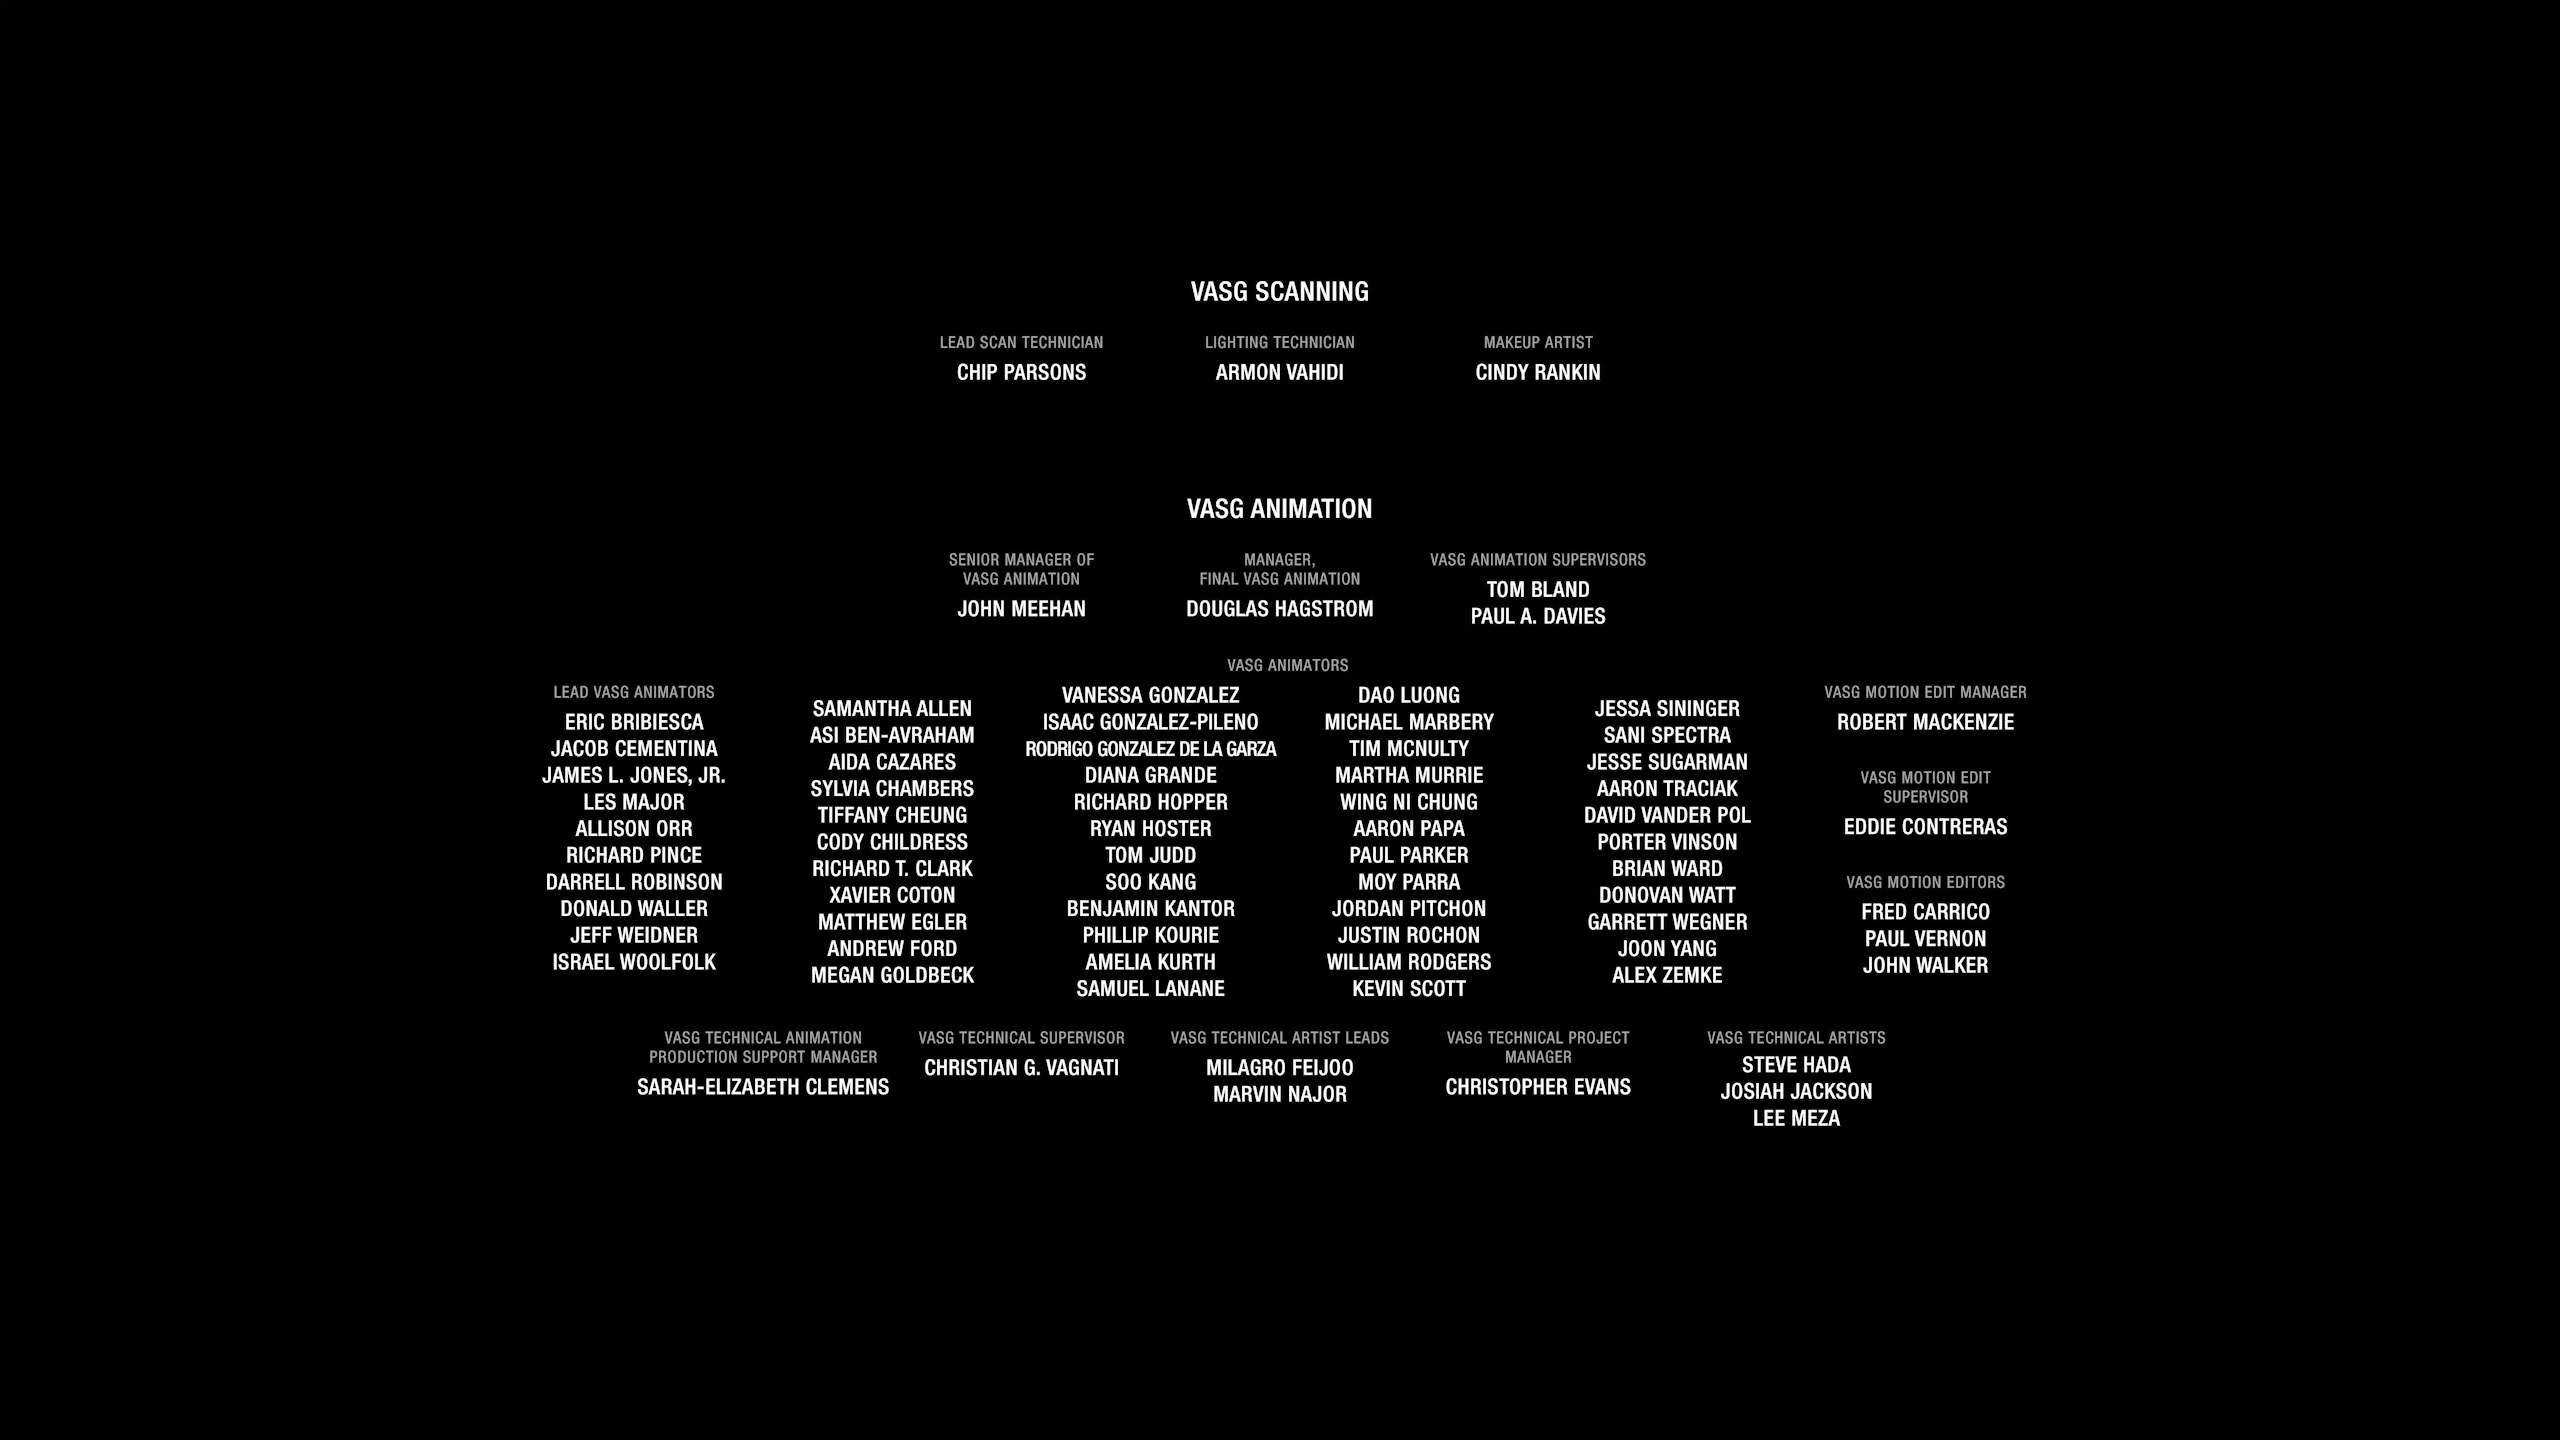 VASG SCANNING
LEAD SCAN TECHNICIAN
CHIP PARSONS
LIGHTING TECHNICIAN
ARMON VAHIDI
MAKEUP ARTIST
CINDY RANKIN
VASG ANIMATION
SENIOR MANAGER OF
VASG ANIMATION
JOHN MEEHAN
MANAGER,
FINAL VASG ANIMATION
DOUGLAS HAGSTROM
VASG ANIMATION SUPERVISORS
TOM BLAND
PAUL A. DAVIES
LEAD VASG ANIMATORS
ERIC BRIBIESCA
JACOB CEMENTINA
JAMES L. JONES, JR.
LES MAJOR
ALLISON ORR
RICHARD PINCE
DARRELL ROBINSON
DONALD WALLER
JEFF WEIDNER
ISRAEL WOOLFOLK
VASG ANIMATORS
SAMANTHA ALLEN
ASI BEN-AVRAHAM
AIDA CAZARES
SYLVIA CHAMBERS
TIFFANY CHEUNG
CODY CHILDRESS
RICHARD T. CLARK
XAVIER COTON
MATTHEW EGLER
ANDREW FORD
MEGAN GOLDBECK
VANESSA GONZALEZ
ISAAC GONZALEZ-PILENO
RODRIGO GONZALEZ DE LA GARZA
DIANA GRANDE
RICHARD HOPPER
RYAN HOSTER
TOM JUDD
SOO KANG
BENJAMIN KANTOR
PHILLIP KOURIE
AMELIA KURTH
SAMUEL LANANE
DAO LUONG
MICHAEL MARBERY
TIM MCNULTY
MARTHA MURRIE
WING NI CHUNG
AARON PAPA
PAUL PARKER
MOY PARRA
JORDAN PITCHON
JUSTIN ROCHON
WILLIAM RODGERS
KEVIN SCOTT
JESSA SININGER
SANI SPECTRA
JESSE SUGARMAN
AARON TRACIAK
DAVID VANDER POL
PORTER VINSON
BRIAN WARD
DONOVAN WATT
GARRETT WEGNER
JOON YANG
ALEX ZEMKE
VASG MOTION EDIT MANAGER
ROBERT MACKENZIE
VASG MOTION EDIT
SUPERVISOR
EDDIE CONTRERAS
VASG MOTION EDITORS
FRED CARRICO
PAUL VERNON
JOHN WALKER
VASG TECHNICAL ANIMATION
PRODUCTION SUPPORT MANAGER
SARAH-ELIZABETH CLEMENS
VASG TECHNICAL SUPERVISOR
CHRISTIAN G. VAGNATI
VASG TECHNICAL ARTIST LEADS
MILAGRO FEIJOO
MARVIN NAJOR
VASG TECHNICAL PROJECT
MANAGER
CHRISTOPHER EVANS
VASG TECHNICAL ARTISTS
STEVE HADA
JOSIAH JACKSON
LEE MEZA